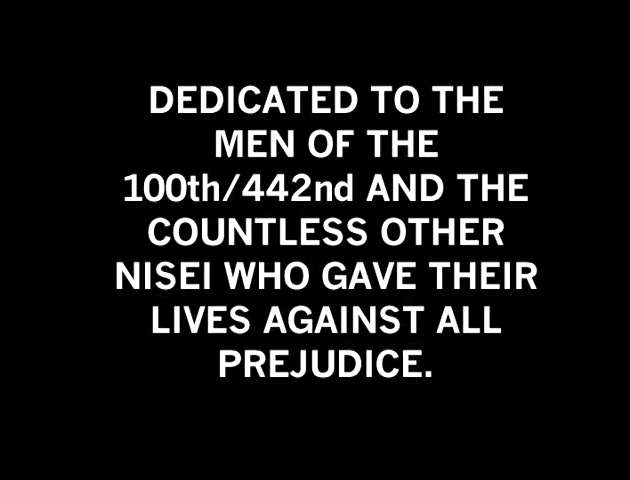 DEDICATED TO THE
MEN OF THE
100th/442nd AND THE
COUNTLESS OTHER
NISEI WHO GAVE THEIR
LIVES AGAINST ALL
PREJUDICE.